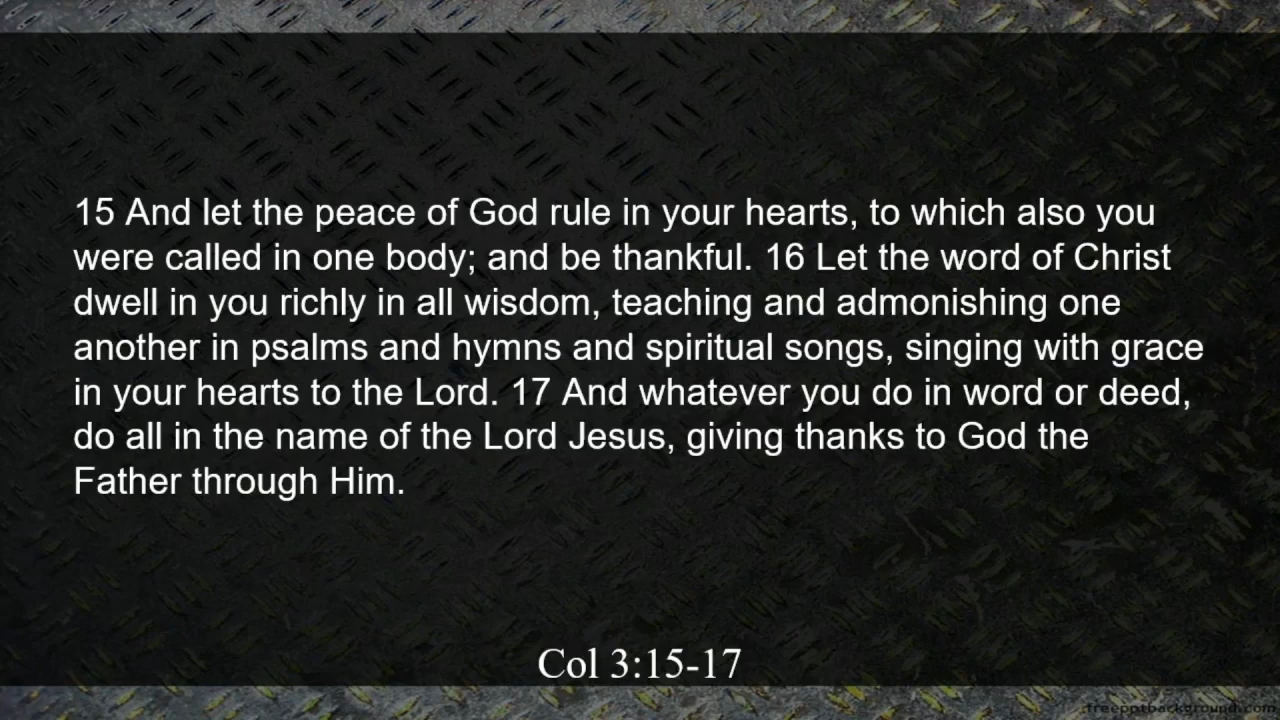 15 And let the peace of God rule in your hearts, to which also you
were called in one body; and be thankful. 16 Let the word of Christ
dwell in you richly in all wisdom, teaching and admonishing one
another in psalms and hymns and spiritual songs, singing with grace
in your hearts to the Lord. 17 And whatever you do in word or deed,
do all in the name of the Lord Jesus, giving thanks to God the
Father through Him.
Col 3:15-17
freepptbackground.com